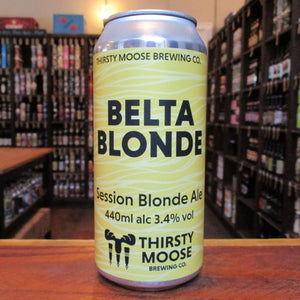 THIRSTY MOOSE BREWING CO.
BELTA
BLONDE
Session Blonde Ale
440ml alc 3.4% vol
THIRSTY
MOOSE
BREWING CO.